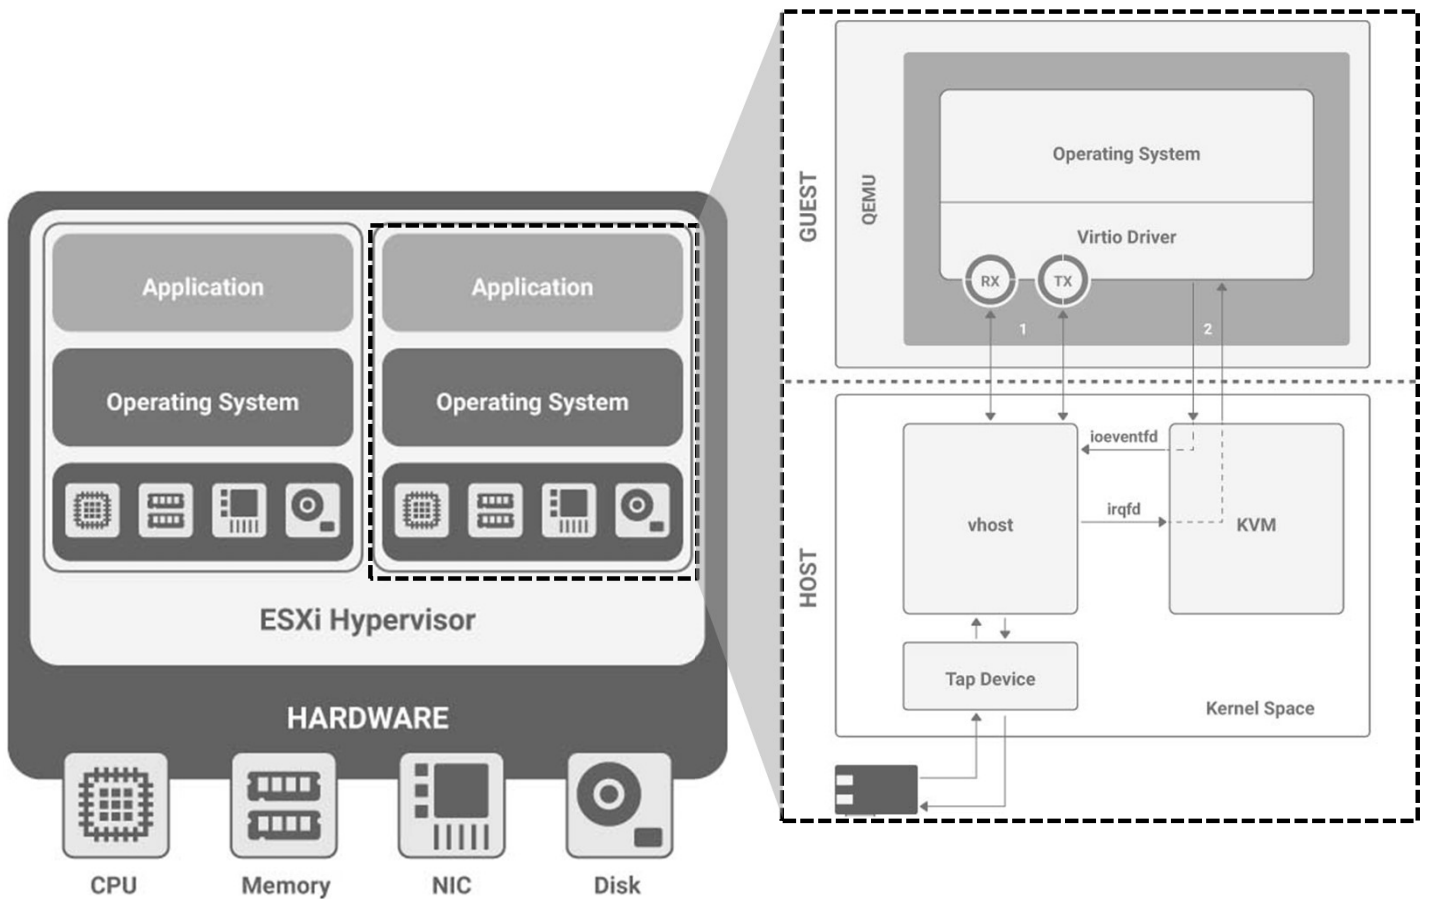 Application
Operating System
Application
Operating System
ESXi Hypervisor
HARDWARE
CPU
Memory
NIC
Disk
GUEST
QEMU
Operating System
Virtio Driver
RX
TX
1
2
HOST
ioeventfd
vhost
irqfd
KVM
Tap Device
Kernel Space